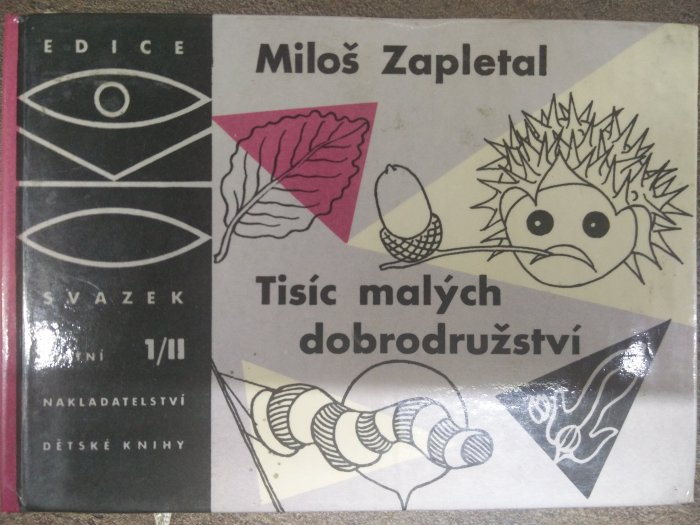 EDICE
SVAZEK
1/II
NAKLADATELSTVÍ
DĚTSKÉ KNIHY
Miloš Zapletal
Tisíc malých
dobrodružství